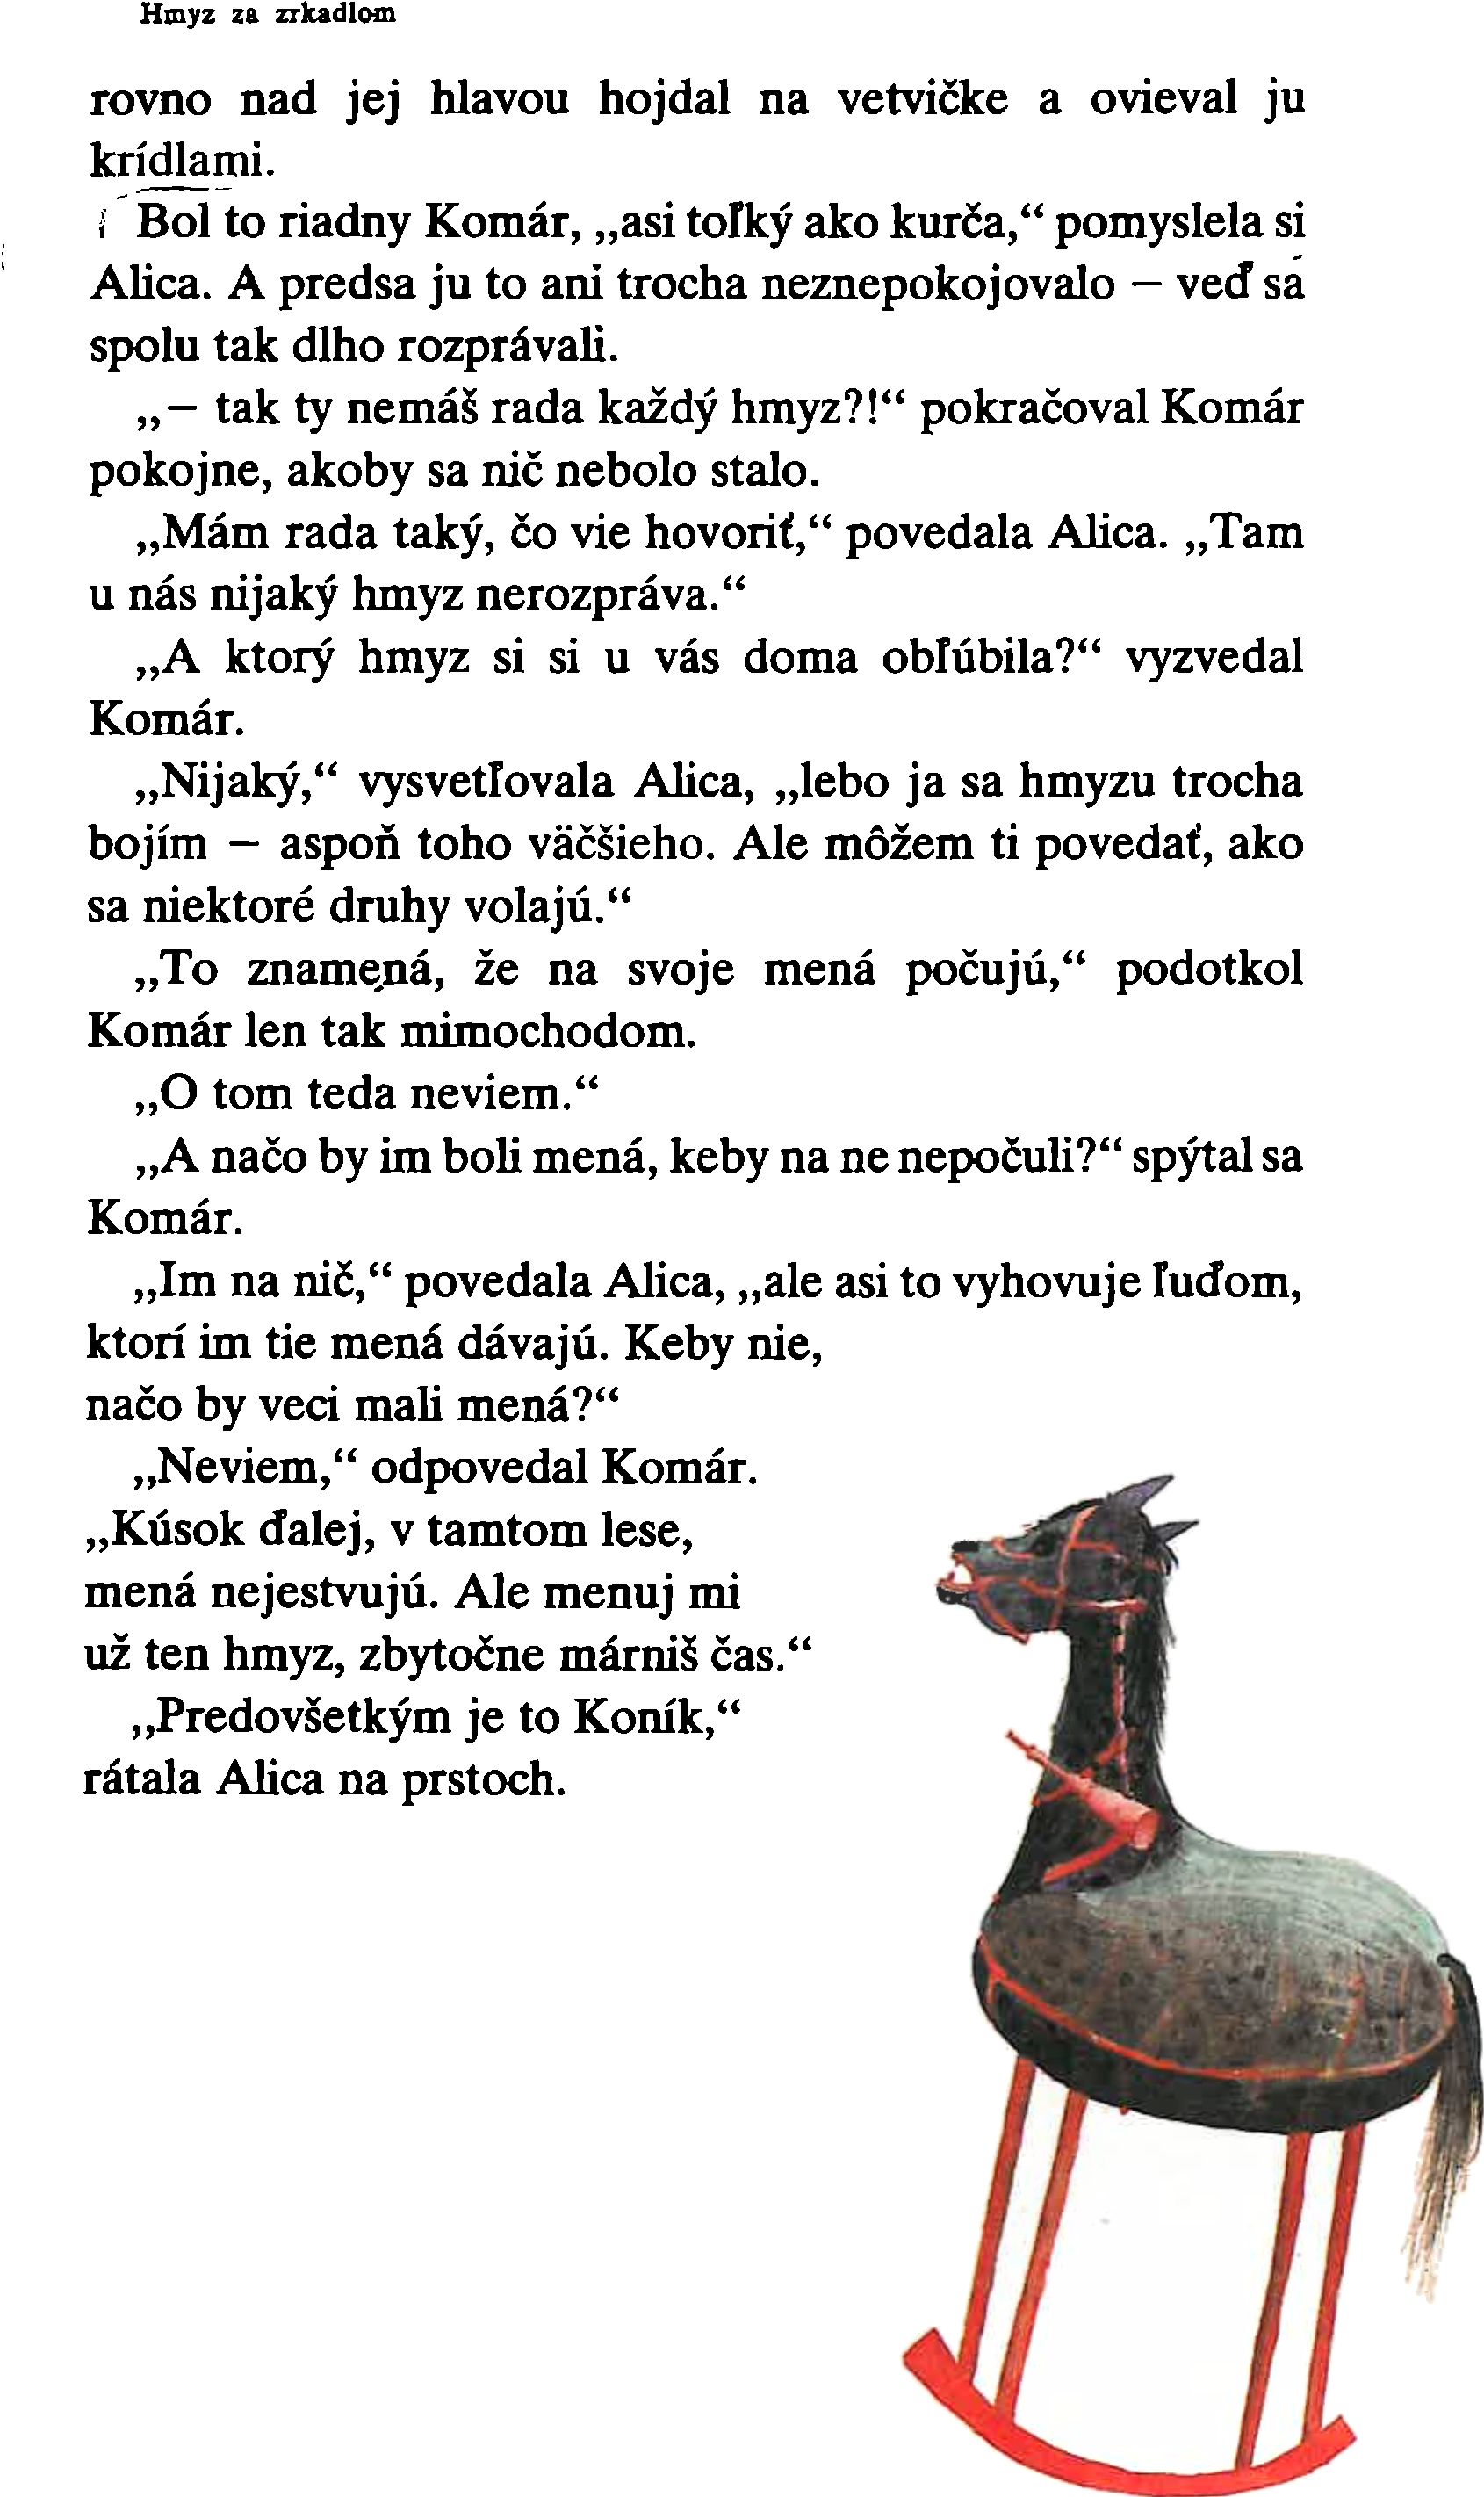 Hmyz za zrkadlom
rovno nad jej hlavou hojdal na vetvičke a ovieval ju
krídlami.
Bol to riadny Komár, „asi toľký ako kurča,“ pomyslela si
Alica. A predsa ju to ani trocha neznepokojovalo — veď sa
spolu tak dlho rozprávali.
„— tak ty nemáš rada každý hmyz?!“ pokračoval Komár
pokojne, akoby sa nič nebolo stalo.
„Mám rada taký, čo vie hovoriť,“ povedala Alica. „Tam
u nás nijaký hmyz nerozpráva.“
„A ktorý hmyz si si u vás doma obľúbila?“ vyzvedal
Komár.
„Nijaký,“ vysvetľovala Alica, „lebo ja sa hmyzu trocha
bojím — aspoň toho väčšieho. Ale môžem ti povedať, ako
sa niektoré druhy volajú.“
„To znamená, že na svoje mená počujú,“ podotkol
Komár len tak mimochodom.
„O tom teda neviem.“
„A načo by im boli mená, keby na ne nepočuli?“ spýtal sa
Komár.
„Im na nič,“ povedala Alica, „ale asi to vyhovuje ľuďom,
ktorí im tie mená dávajú. Keby nie,
načo by veci mali mená?“
„Neviem,“ odpovedal Komár.
„Kúsok ďalej, v tamtom lese,
mená nejestvujú. Ale menuj mi
už ten hmyz, zbytočne márniš čas.“
„Predovšetkým je to Koník,“
rátala Alica na prstoch.